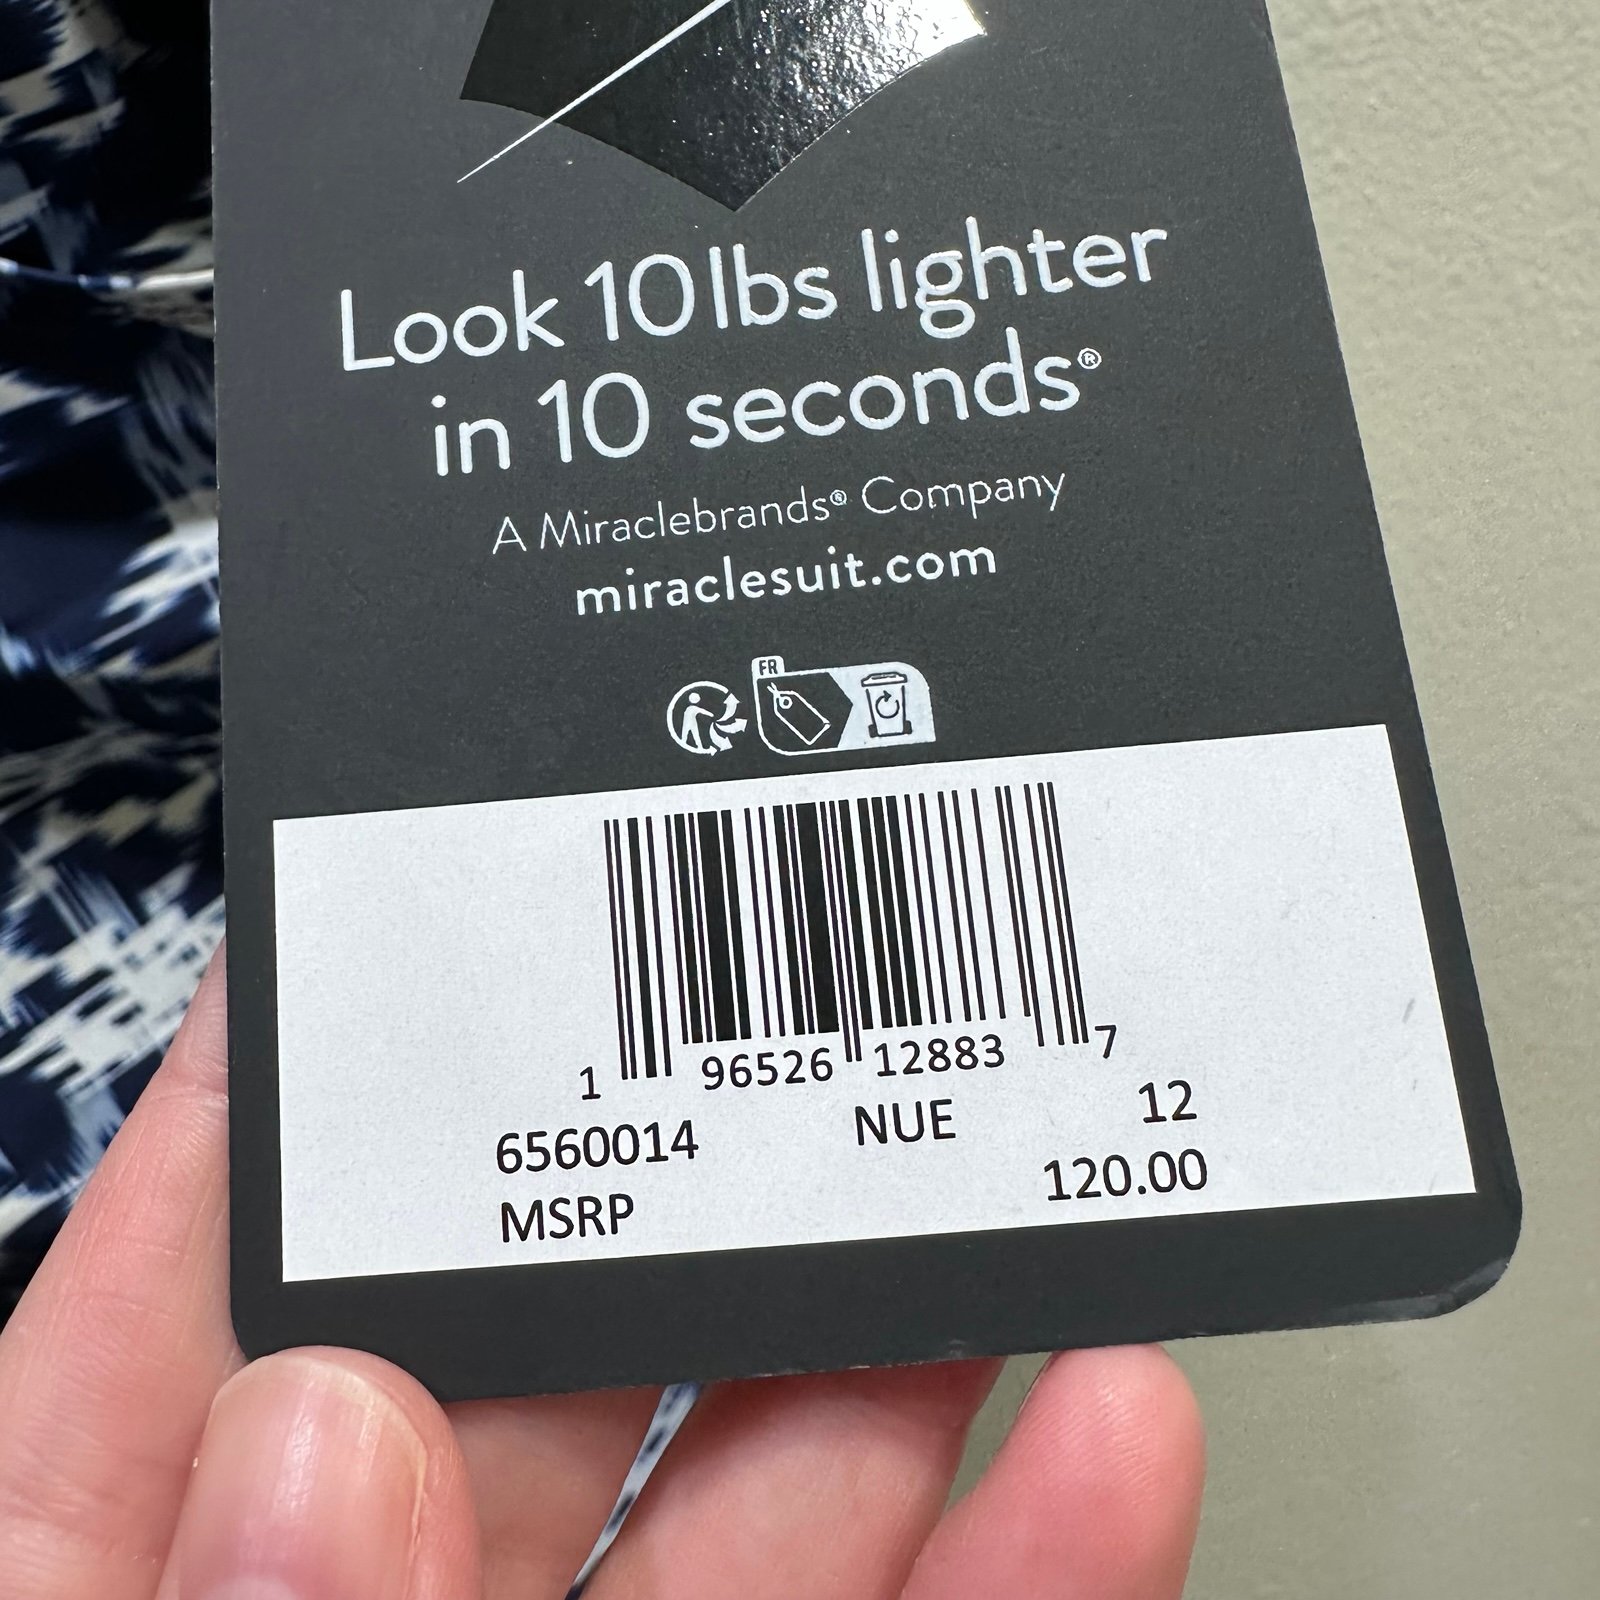 Look 10 lbs lighter
in 10 seconds®
A Miraclebrands® Company
miraclesuit.com
FR
1 96526 12883 7
6560014 NUE 12
MSRP 120.00